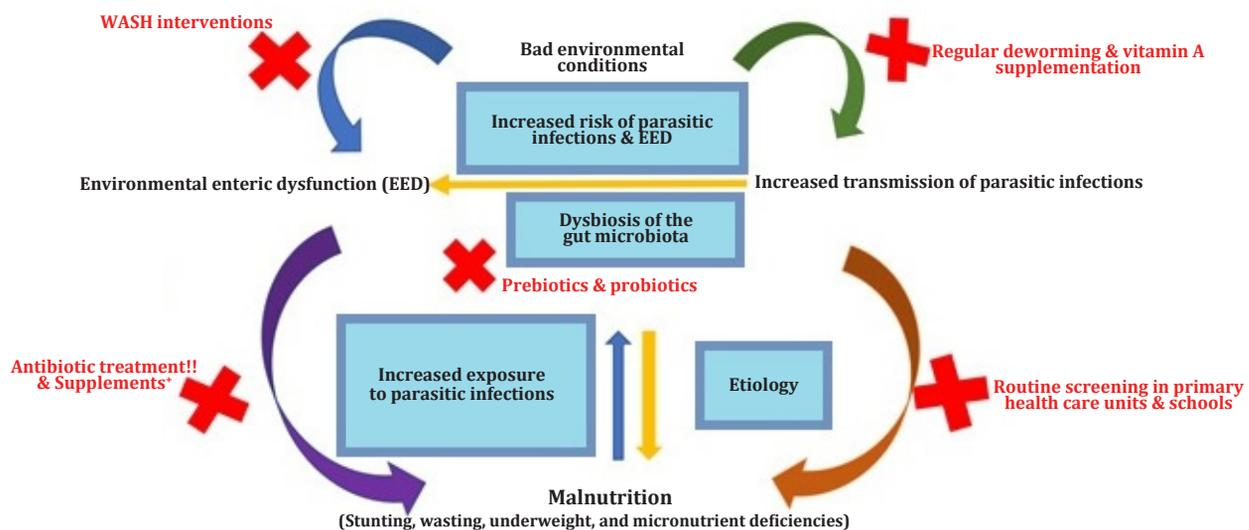 WASH interventions
Bad environmental
conditions
Regular deworming & vitamin A
supplementation
Increased risk of parasitic
infections & EED
Environmental enteric dysfunction (EED)
Increased transmission of parasitic infections
Dysbiosis of the
gut microbiota
Prebiotics & probiotics
Antibiotic treatment!!
& Supplements⁺
Increased exposure
to parasitic infections
Etiology
Routine screening in primary
health care units & schools
Malnutrition
(Stunting, wasting, underweight, and micronutrient deficiencies)